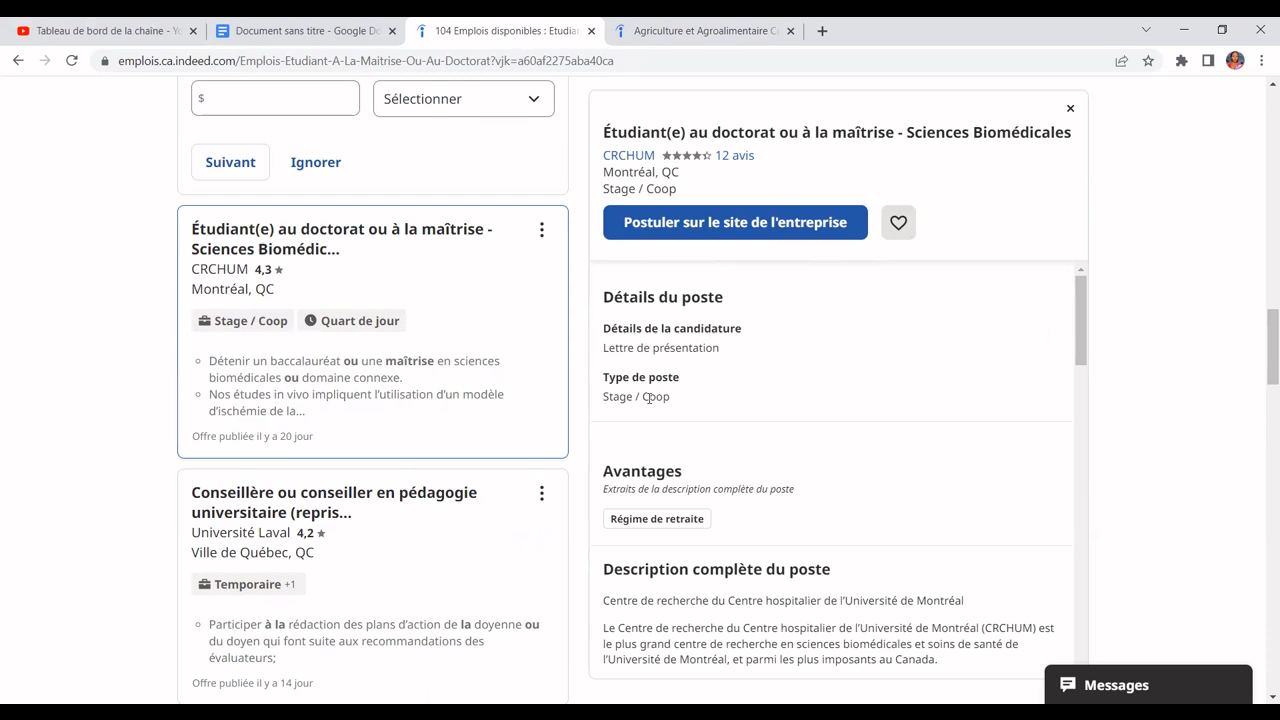 Tableau de bord de la chaîne - Yo
Document sans titre - Google Do
104 Emplois disponibles : Etudian
Agriculture et Agroalimentaire Ca
emplois.ca.indeed.com/Emplois-Etudiant-A-La-Maitrise-Ou-Au-Doctorat?vjk=a60af2275aba40ca
$
Sélectionner
Suivant
Ignorer
Étudiant(e) au doctorat ou à la maîtrise -
Sciences Biomédic...
CRCHUM 4,3
Montréal, QC
Stage / Coop
Quart de jour
Détenir un baccalauréat ou une maîtrise en sciences
biomédicales ou domaine connexe.
Nos études in vivo impliquent l'utilisation d'un modèle
d'ischémie de la...
Offre publiée il y a 20 jour
Conseillère ou conseiller en pédagogie
universitaire (repris...
Université Laval 4,2
Ville de Québec, QC
Temporaire +1
Participer à la rédaction des plans d'action de la doyenne ou
du doyen qui font suite aux recommandations des
évaluateurs;
Offre publiée il y a 14 jour
Étudiant(e) au doctorat ou à la maîtrise - Sciences Biomédicales
CRCHUM 12 avis
Montréal, QC
Stage / Coop
Postuler sur le site de l'entreprise
Détails du poste
Détails de la candidature
Lettre de présentation
Type de poste
Stage / Coop
Avantages
Extraits de la description complète du poste
Régime de retraite
Description complète du poste
Centre de recherche du Centre hospitalier de l'Université de Montréal
Le Centre de recherche du Centre hospitalier de l'Université de Montréal (CRCHUM) est
le plus grand centre de recherche en sciences biomédicales et soins de santé de
l'Université de Montréal, et parmi les plus imposants au Canada.
Messages